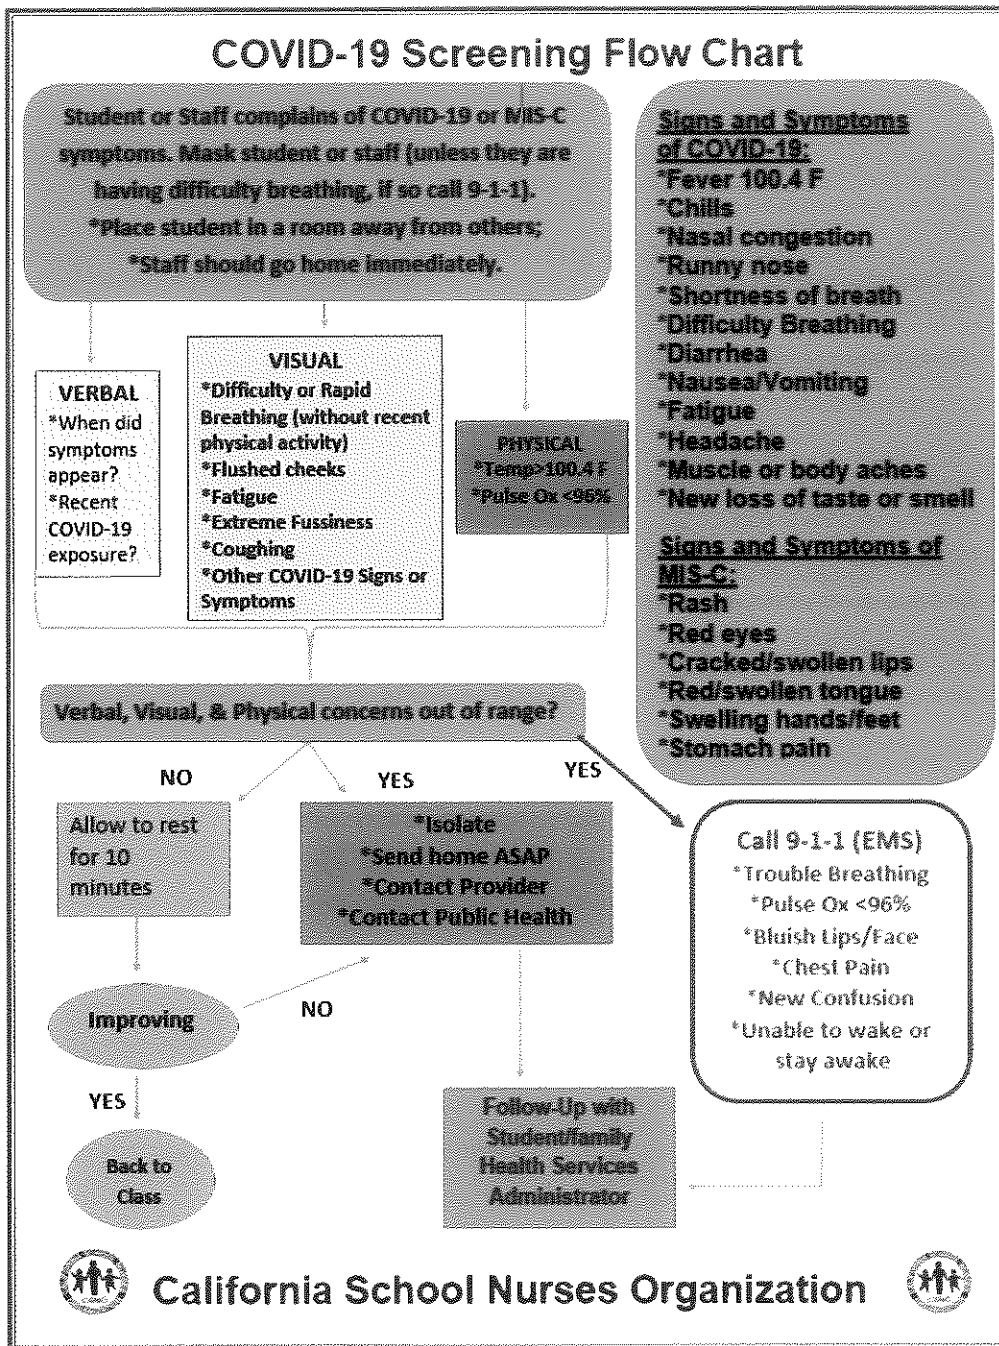 COVID-19 Screening Flow Chart
Student or Staff complains of COVID-19 or MIS-C
symptoms. Mask student or staff (unless they are
having difficulty breathing, if so call 9-1-1).
*Place student in a room away from others;
*Staff should go home immediately.
Signs and Symptoms
of COVID-19:
*Fever 100.4 F
*Chills
*Nasal congestion
*Runny nose
*Shortness of breath
*Difficulty Breathing
*Diarrhea
*Nausea/Vomiting
*Fatigue
*Headache
*Muscle or body aches
*New loss of taste or smell
Signs and Symptoms of
MIS-C:
*Rash
*Red eyes
*Cracked/swollen lips
*Red/swollen tongue
*Swelling hands/feet
*Stomach pain
VERBAL
*When did
symptoms
appear?
*Recent
COVID-19
exposure?
VISUAL
*Difficulty or Rapid
Breathing (without recent
physical activity)
*Flushed cheeks
*Fatigue
*Extreme Fussiness
*Coughing
*Other COVID-19 Signs or
Symptoms
PHYSICAL
*Temp>100.4 F
*Pulse Ox <96%
Verbal, Visual, & Physical concerns out of range?
NO
YES
YES
Allow to rest
for 10
minutes
*Isolate
*Send home ASAP
*Contact Provider
*Contact Public Health
Call 9-1-1 (EMS)
*Trouble Breathing
*Pulse Ox <96%
*Bluish Lips/Face
*Chest Pain
*New Confusion
*Unable to wake or
stay awake
Improving
NO
YES
Back to
Class
Follow-Up with
Student/family
Health Services
Administrator
California School Nurses Organization